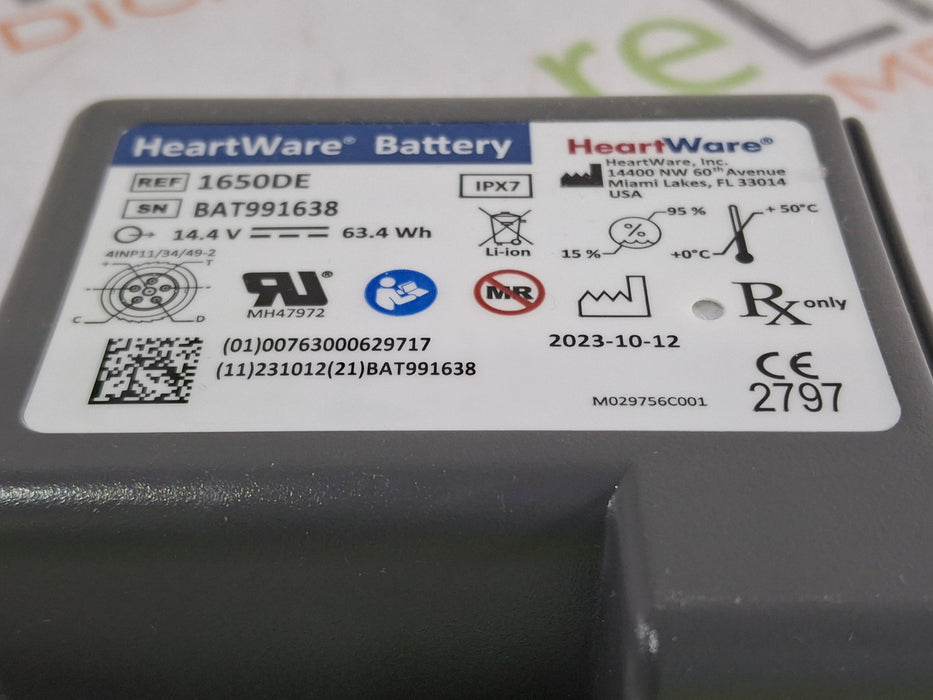 HeartWare® Battery
HeartWare®
HeartWare, Inc.
14400 NW 60th Avenue
Miami Lakes, FL 33014
USA
REF 1650DE
IPX7
SN BAT991638
14.4 V 63.4 Wh
4INP11/34/49-2
+ T
-
C D
Li-ion
95 %
%
15 %
+ 50°C
+0°C
RU®
MH47972
MR
Rx only
2023-10-12
(01)00763000629717
(11)231012(21)BAT991638
M029756C001
CE
2797
re